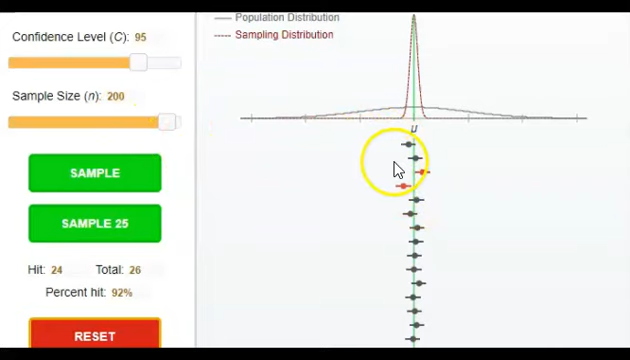 Confidence Level (C): 95
Sample Size (n): 200
SAMPLE
SAMPLE 25
Hit: 24 Total: 26
Percent hit: 92%
RESET
Population Distribution
Sampling Distribution
μ